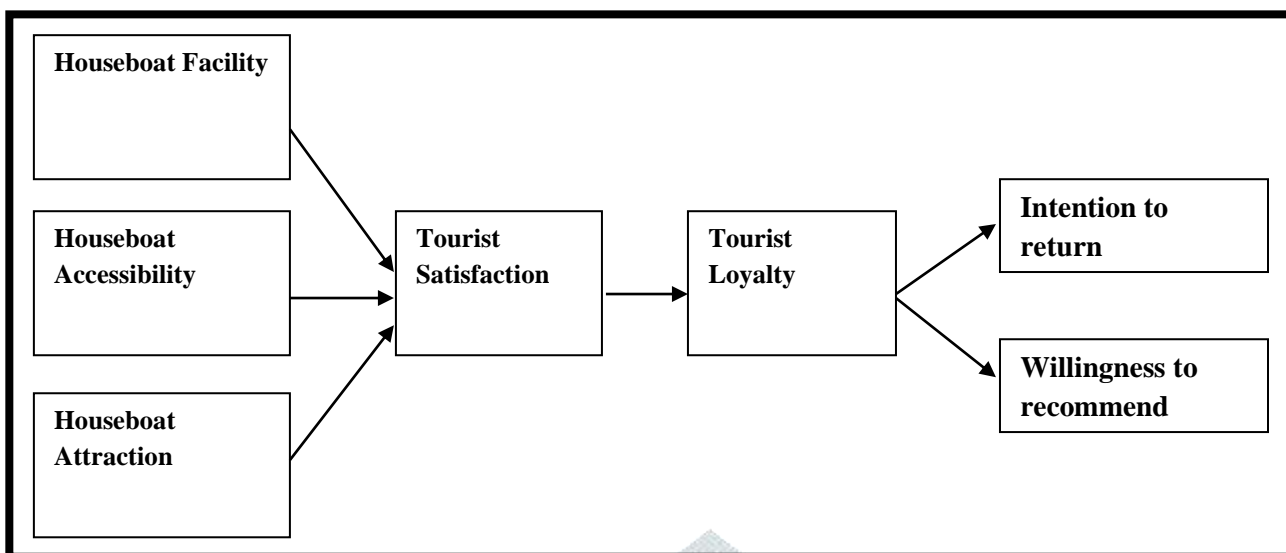 Houseboat Facility
Houseboat
Accessibility
Houseboat
Attraction
Tourist
Satisfaction
Tourist
Loyalty
Intention to
return
Willingness to
recommend